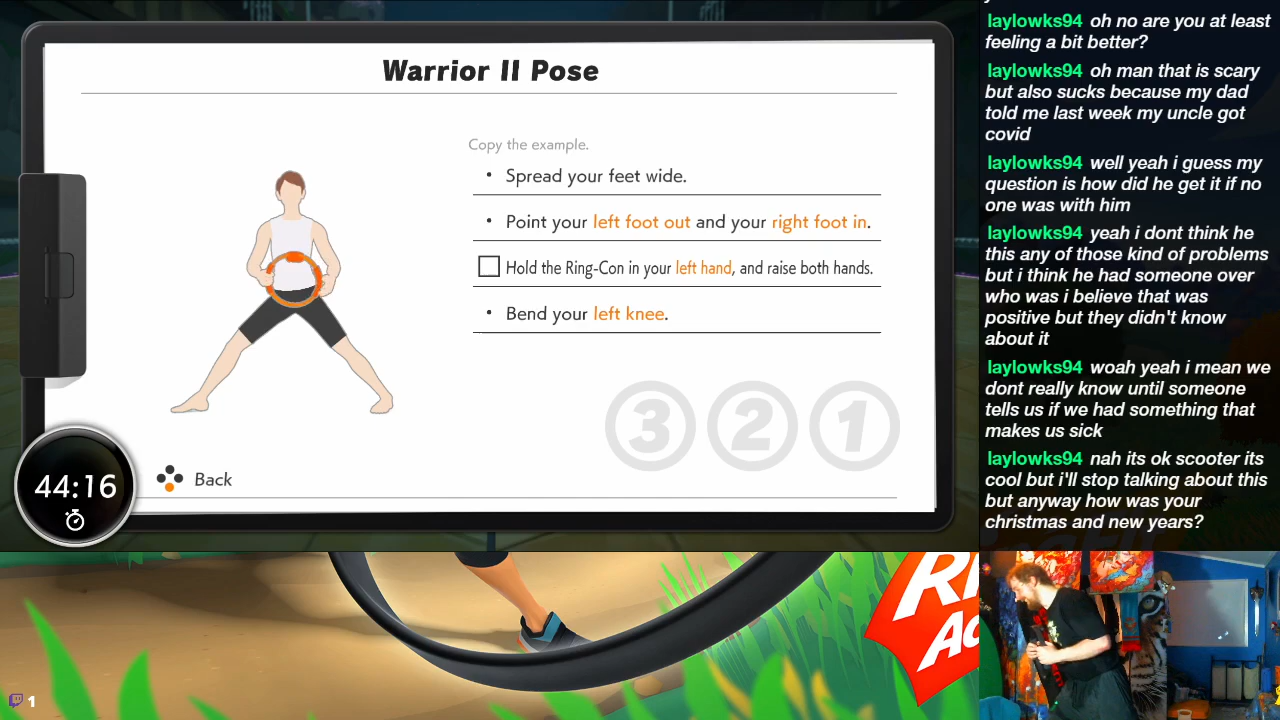 Warrior II Pose
Copy the example.
• Spread your feet wide.
• Point your left foot out and your right foot in.
Hold the Ring-Con in your left hand, and raise both hands.
• Bend your left knee.
3 2 1
44:16
Back
1
laylowks94 oh no are you at least
feeling a bit better?
laylowks94 oh man that is scary
but also sucks because my dad
told me last week my uncle got
covid
laylowks94 well yeah i guess my
question is how did he get it if no
one was with him
laylowks94 yeah i dont think he
this any of those kind of problems
but i think he had someone over
who was i believe that was
positive but they didn't know
about it
laylowks94 woah yeah i mean we
dont really know until someone
tells us if we had something that
makes us sick
laylowks94 nah its ok scooter its
cool but i'll stop talking about this
but anyway how was your
christmas and new years?